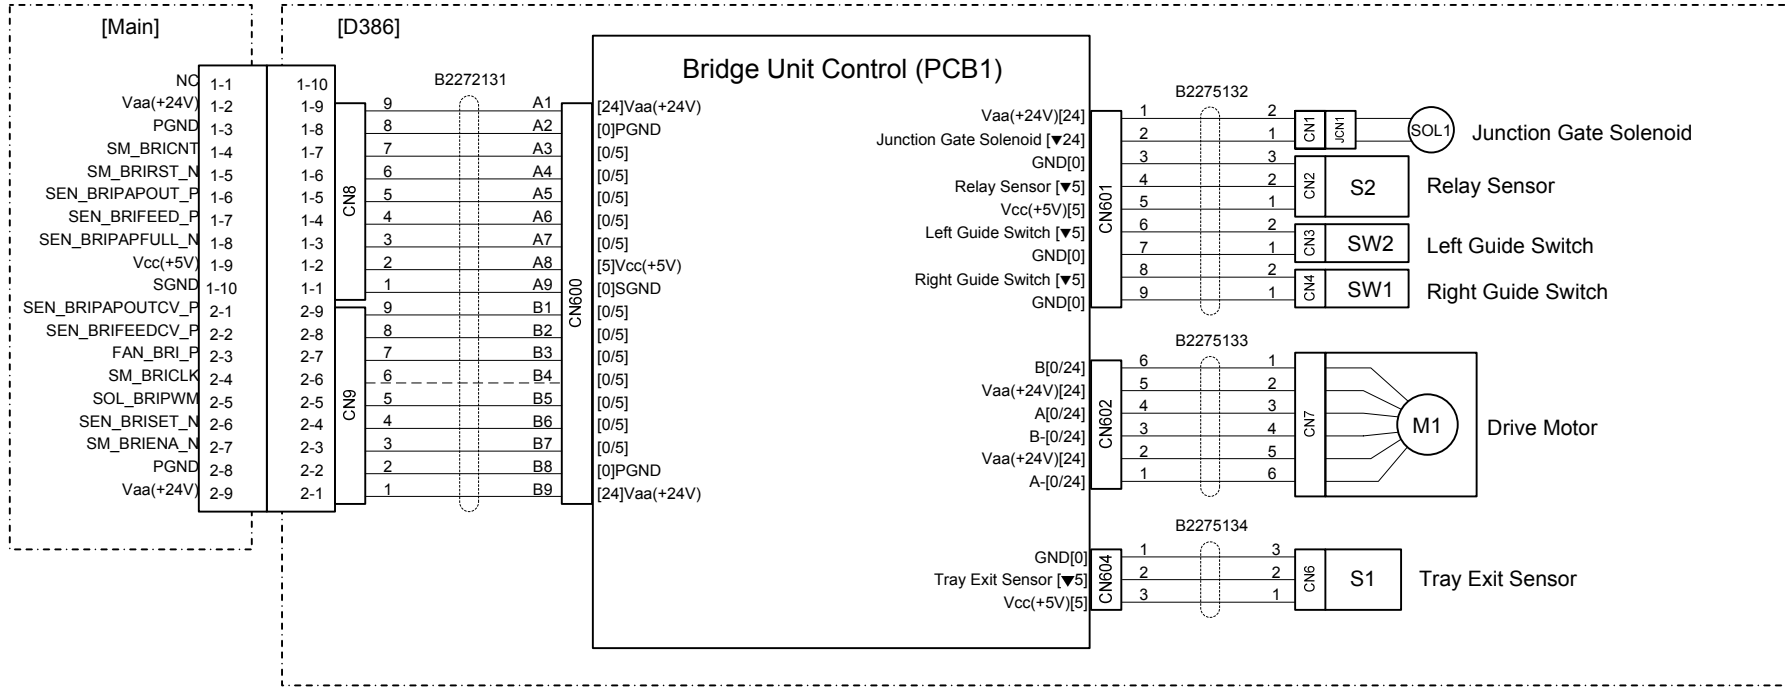 [Main] [D386]
Bridge Unit Control (PCB1)
B2272131
NC 1-1 1-10
Vaa(+24V) 1-2 1-9 9 A1 [24]Vaa(+24V)
PGND 1-3 1-8 8 A2 [0]PGND
SM_BRICNT 1-4 1-7 7 A3 [0/5]
SM_BRIRST_N 1-5 1-6 6 A4 [0/5]
SEN_BRIPAPOUT_P 1-6 1-5 5 A5 [0/5]
SEN_BRIFEED_P 1-7 1-4 4 A6 [0/5]
SEN_BRIPAPFULL_N 1-8 1-3 3 A7 [0/5]
Vcc(+5V) 1-9 1-2 2 A8 [5]Vcc(+5V)
SGND 1-10 1-1 1 A9 [0]SGND
CN8
SEN_BRIPAPOUTCV_P 2-1 2-9 9 B1 [0/5]
SEN_BRIFEEDCV_P 2-2 2-8 8 B2 [0/5]
FAN_BRI_P 2-3 2-7 7 B3 [0/5]
SM_BRICLK 2-4 2-6 6 B4 [0/5]
SOL_BRIPWM 2-5 2-5 5 B5 [0/5]
SEN_BRISET_N 2-6 2-4 4 B6 [0/5]
SM_BRIENA_N 2-7 2-3 3 B7 [0/5]
PGND 2-8 2-2 2 B8 [0]PGND
Vaa(+24V) 2-9 2-1 1 B9 [24]Vaa(+24V)
CN9
CN600
B2275132
Vaa(+24V)[24] 1 2
Junction Gate Solenoid [▼24] 2 1
CN1 JCN1 SOL1 Junction Gate Solenoid
GND[0] 3 3
Relay Sensor [▼5] 4 2
Vcc(+5V)[5] 5 1
CN2 S2 Relay Sensor
Left Guide Switch [▼5] 6 2
GND[0] 7 1
CN3 SW2 Left Guide Switch
Right Guide Switch [▼5] 8 2
GND[0] 9 1
CN4 SW1 Right Guide Switch
CN601
B2275133
B[0/24] 6 1
Vaa(+24V)[24] 5 2
A[0/24] 4 3
B-[0/24] 3 4
Vaa(+24V)[24] 2 5
A-[0/24] 1 6
CN602 CN7 M1 Drive Motor
B2275134
GND[0] 1 3
Tray Exit Sensor [▼5] 2 2
Vcc(+5V)[5] 3 1
CN604 CN6 S1 Tray Exit Sensor